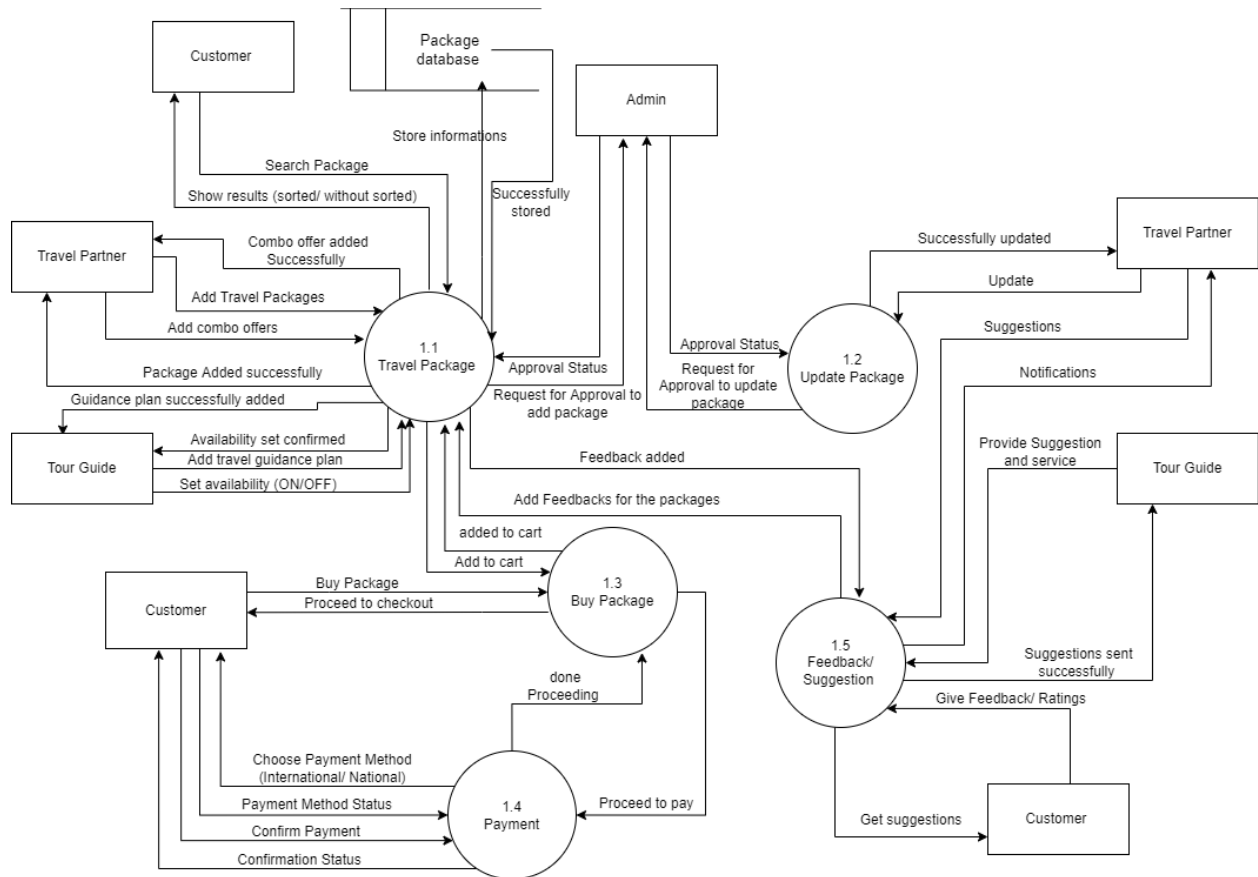 Customer
Package
database
Admin
Store informations
Search Package
Show results (sorted/ without sorted)
Successfully
stored
Travel Partner
Combo offer added
Successfully
Add Travel Packages
Add combo offers
Package Added successfully
1.1
Travel Package
Approval Status
Request for Approval to
add package
Approval Status
Request for
Approval to update
package
1.2
Update Package
Successfully updated
Update
Travel Partner
Suggestions
Notifications
Guidance plan successfully added
Tour Guide
Availability set confirmed
Add travel guidance plan
Set availability (ON/OFF)
Feedback added
Add Feedbacks for the packages
Provide Suggestion
and service
Tour Guide
added to cart
Add to cart
Customer
Buy Package
Proceed to checkout
1.3
Buy Package
done
Proceeding
1.5
Feedback/
Suggestion
Suggestions sent
successfully
Give Feedback/ Ratings
Choose Payment Method
(International/ National)
Payment Method Status
Confirm Payment
Confirmation Status
1.4
Payment
Proceed to pay
Get suggestions
Customer